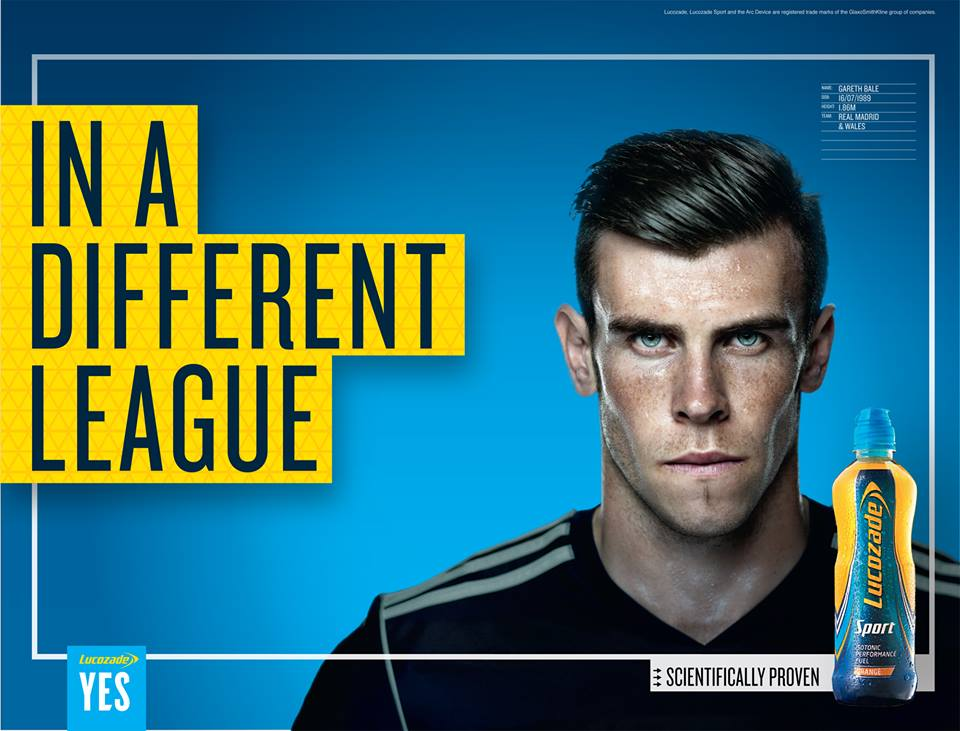 Lucozade, Lucozade Sport and the Arc Device are registered trade marks of the GlaxoSmithKline group of companies.
NAME: GARETH BALE
DOB: 16/07/1989
HEIGHT: 1.86M
TEAM: REAL MADRID
& WALES
IN A
DIFFERENT
LEAGUE
Lucozade
Sport
ISOTONIC
PERFORMANCE
FUEL
ORANGE
SCIENTIFICALLY PROVEN
Lucozade
YES